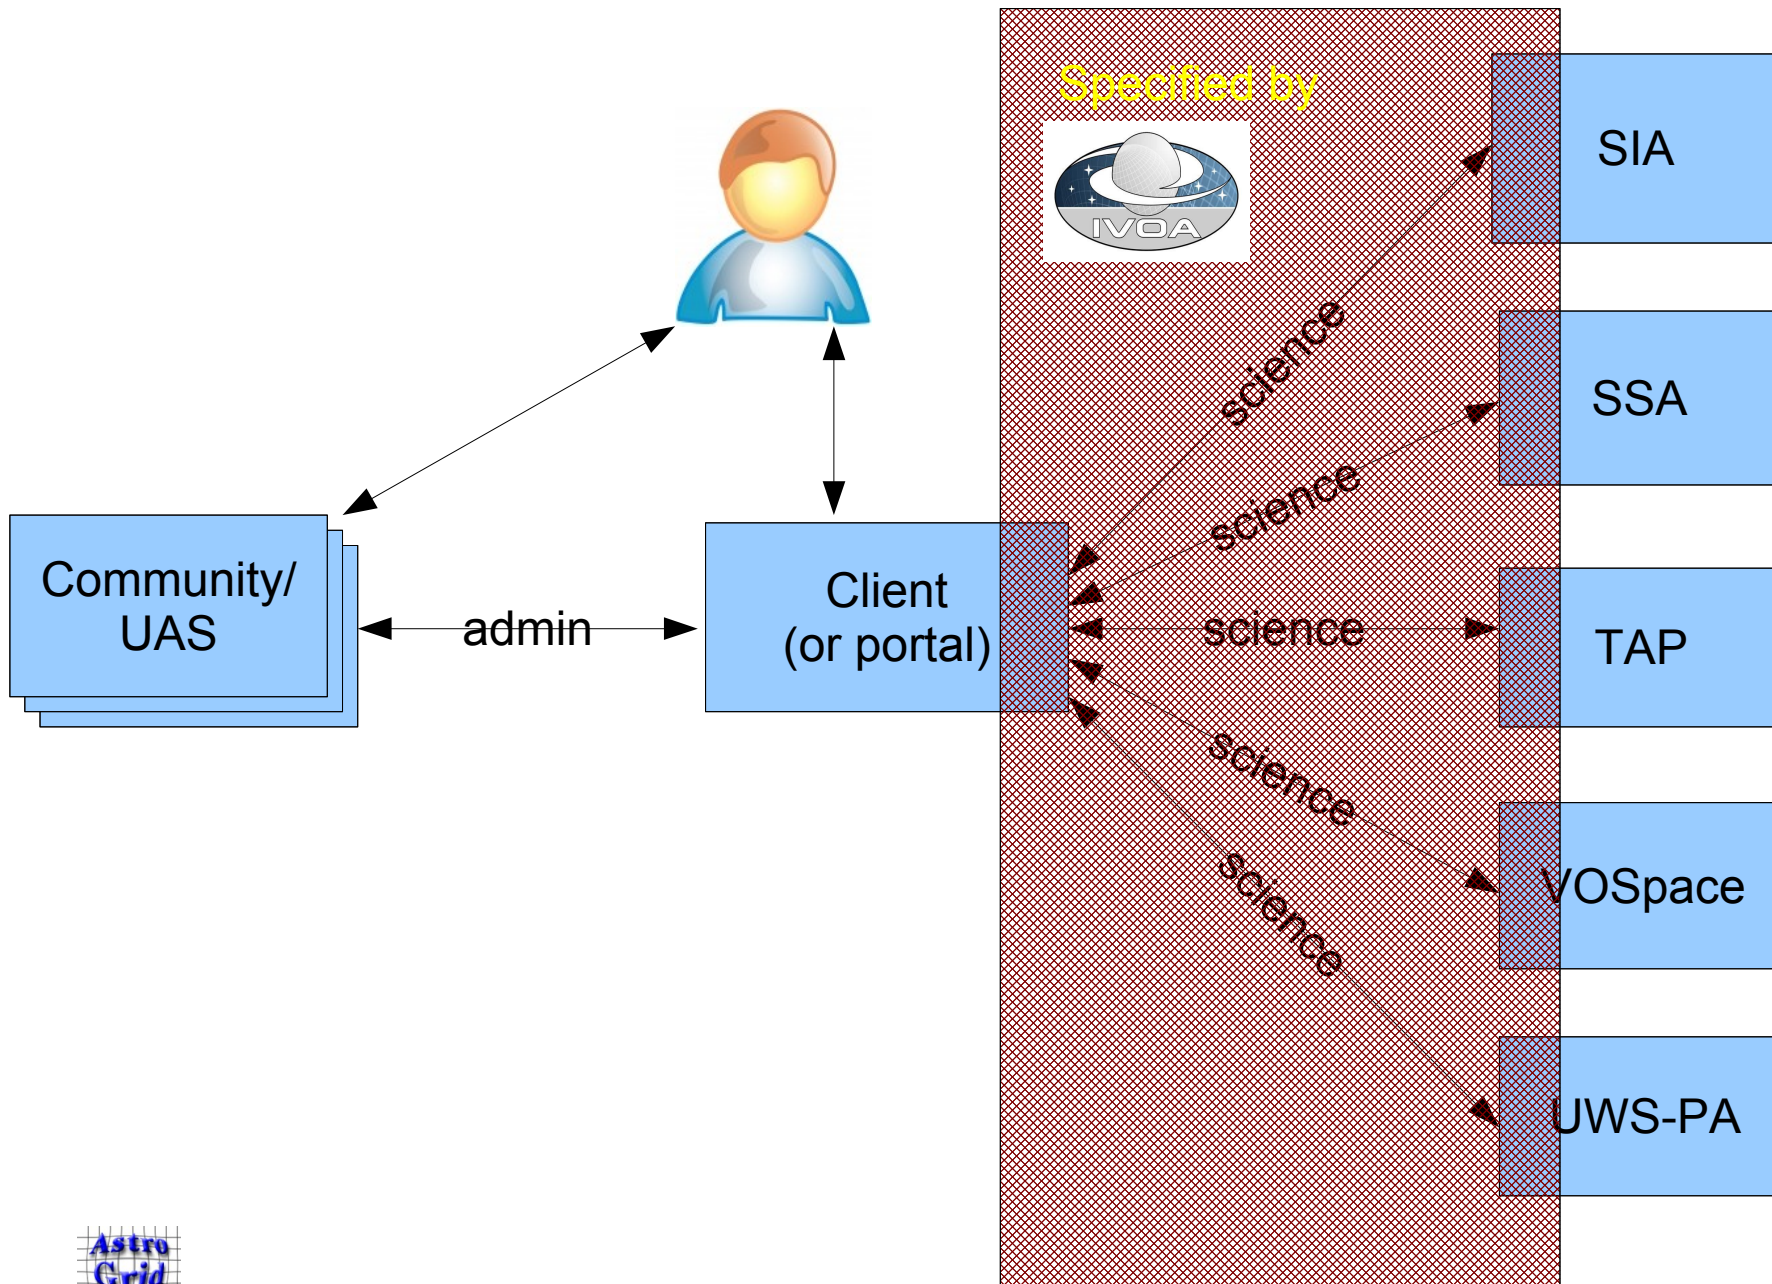 Specified by
IVOA
SIA
science
SSA
science
Community/
UAS
admin
Client
(or portal)
science
TAP
science
VOSpace
science
UWS-PA
Astro
Grid